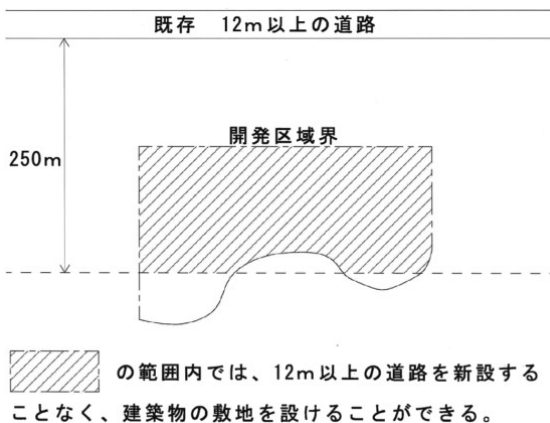 既存　12m以上の道路
開発区域界
250m
の範囲内では、12m以上の道路を新設する
ことなく、建築物の敷地を設けることができる。